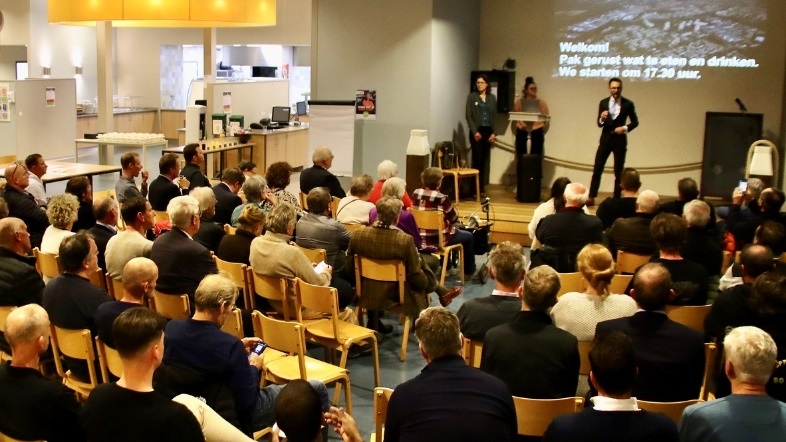 Welkom!
Pak gerust wat te eten en drinken.
We starten om 17.30 uur.